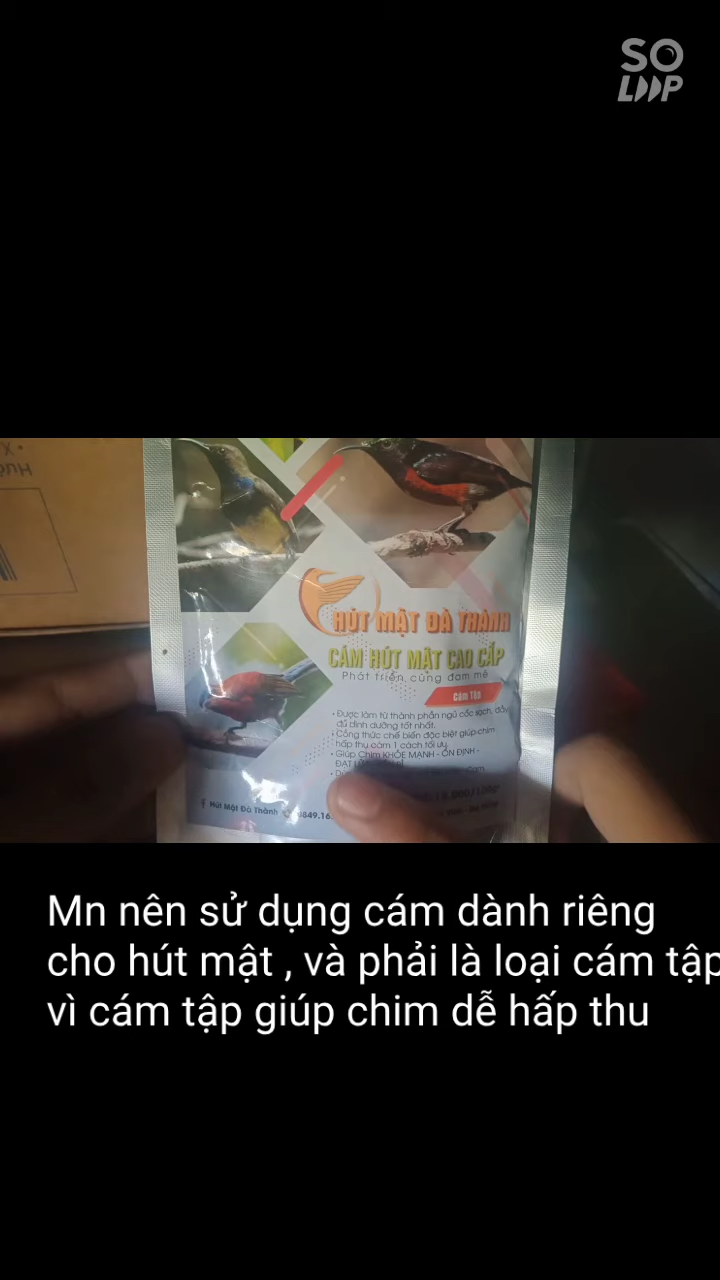 SO
LOOP
HÚT MẬT ĐÀ THÀNH
CÁM HÚT MẬT CAO CẤP
Phát triển cùng đam mê
Cám Tập
• Được làm từ thành phần ngũ cốc sạch, đầy
đủ dinh dưỡng tốt nhất.
• Công thức chế biến đặc biệt giúp chim
hấp thụ cám 1 cách tối ưu.
• Giúp Chim KHỎE MẠNH - ỔN ĐỊNH -
ĐẠT
Hút Mật Đà Thành 0849.16
Mn nên sử dụng cám dành riêng
cho hút mật , và phải là loại cám tập
vì cám tập giúp chim dễ hấp thu